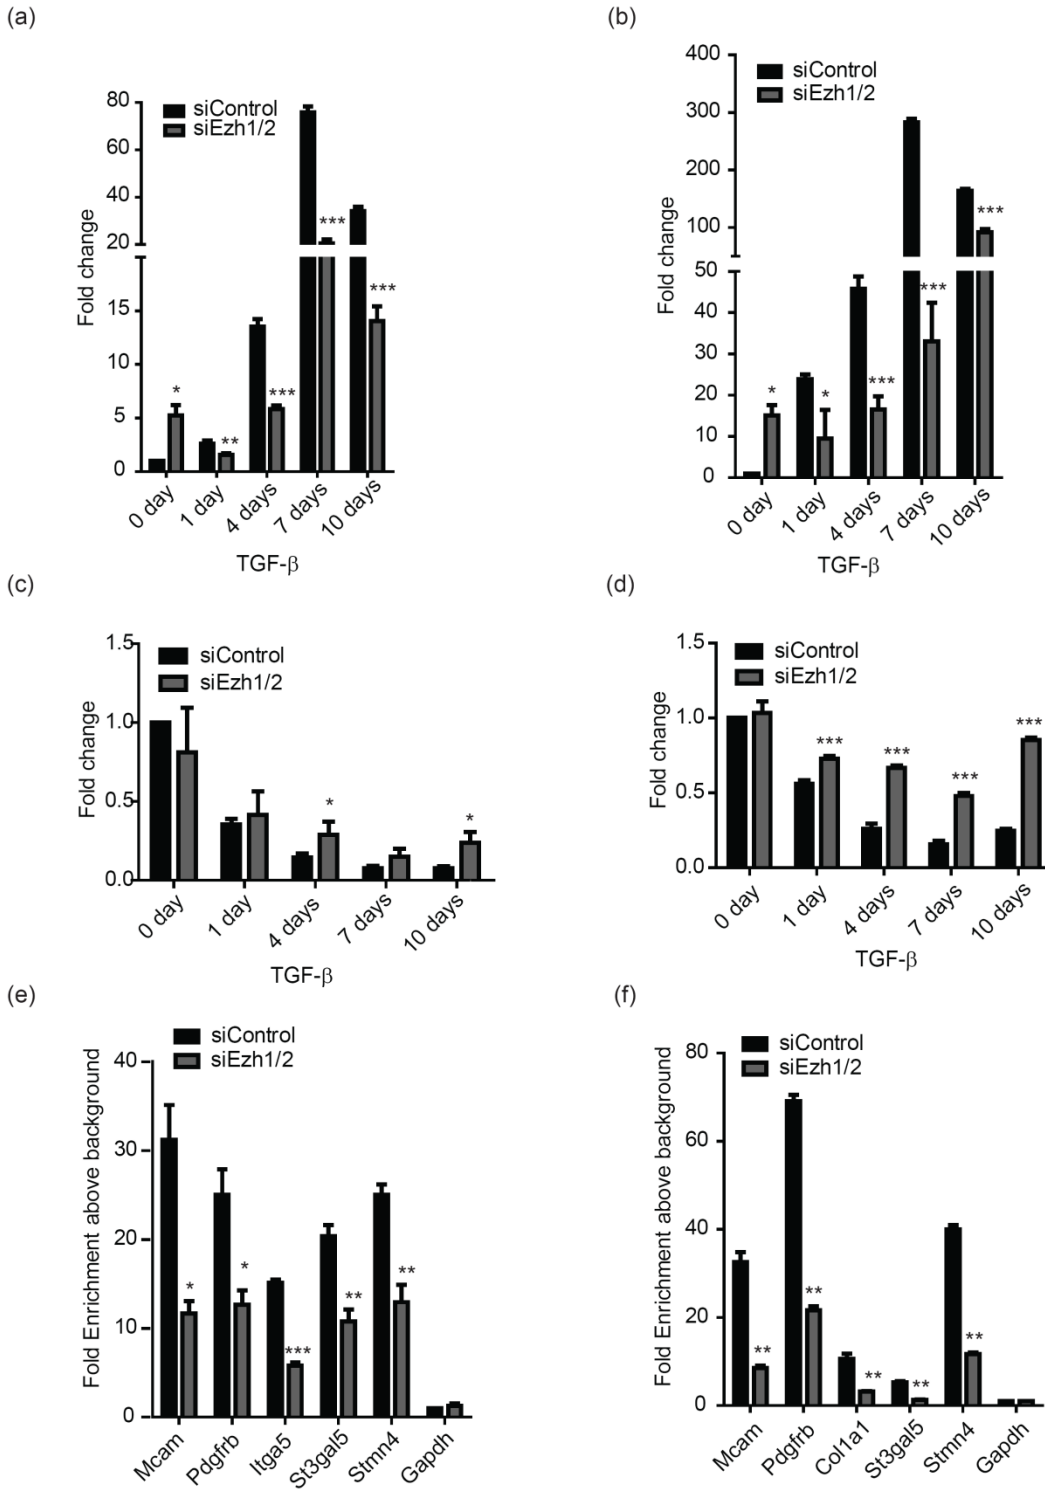 (a)
80
60
40
20
15
10
5
0
Fold change
siControl
siEzh1/2
*
**
***
***
***
0 day
1 day
4 days
7 days
10 days
TGF-β
(b)
400
300
200
100
50
40
30
20
10
0
Fold change
siControl
siEzh1/2
*
*
***
***
***
0 day
1 day
4 days
7 days
10 days
TGF-β
(c)
1.5
1.0
0.5
0.0
Fold change
siControl
siEzh1/2
*
*
0 day
1 day
4 days
7 days
10 days
TGF-β
(d)
1.5
1.0
0.5
0.0
Fold change
siControl
siEzh1/2
***
***
***
***
0 day
1 day
4 days
7 days
10 days
TGF-β
(e)
40
30
20
10
0
Fold Enrichment above background
siControl
siEzh1/2
*
*
***
**
**
Mcam
Pdgfrb
Itga5
St3gal5
Stmn4
Gapdh
(f)
80
60
40
20
0
Fold Enrichment above background
siControl
siEzh1/2
**
**
**
**
**
Mcam
Pdgfrb
Col1a1
St3gal5
Stmn4
Gapdh